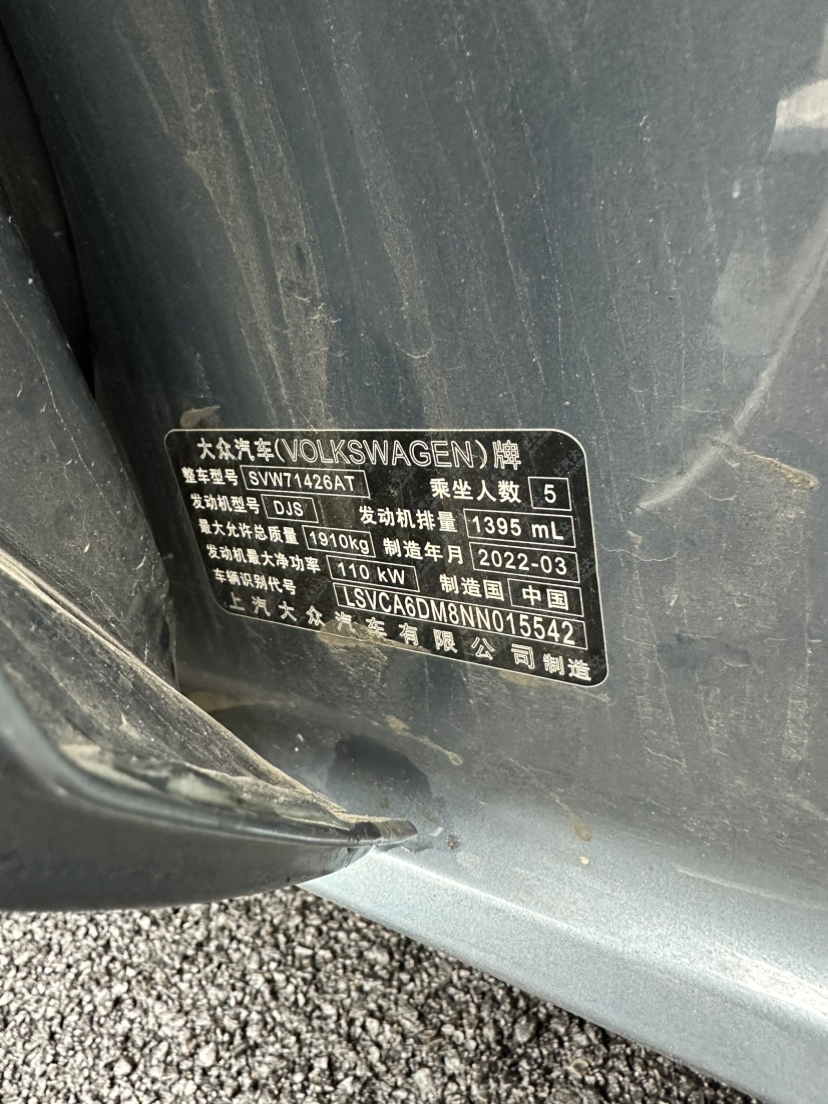 大众汽车(VOLKSWAGEN)牌
整车型号 SVW71426AT 乘坐人数 5
发动机型号 DJS 发动机排量 1395 mL
最大允许总质量 1910kg 制造年月 2022-03
发动机最大净功率 110 kW 制造国 中国
车辆识别代号 LSVCA6DM8NN015542
上汽大众汽车有限公司制造